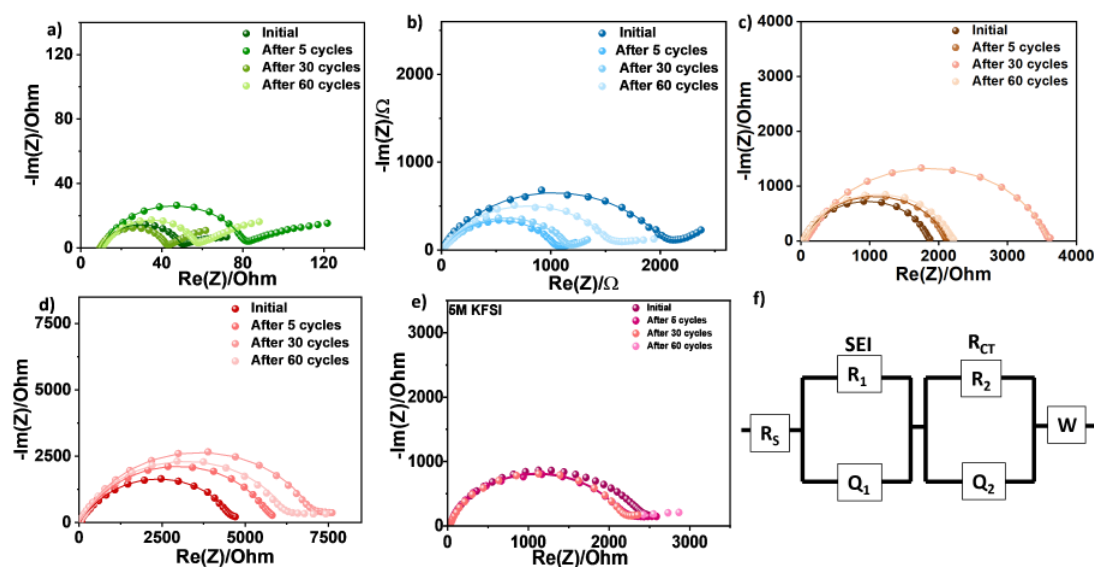 a)
Initial
After 5 cycles
After 30 cycles
After 60 cycles
-Im(Z)/Ohm
120
80
40
0
0 40 80 120
Re(Z)/Ohm
b)
Initial
After 5 cycles
After 30 cycles
After 60 cycles
-Im(Z)/Ω
2000
1000
0
0 1000 2000
Re(Z)/Ω
c)
Initial
After 5 cycles
After 30 cycles
After 60 cycles
-Im(Z)/Ohm
4000
3000
2000
1000
0
0 1000 2000 3000 4000
Re(Z)/Ohm
d)
Initial
After 5 cycles
After 30 cycles
After 60 cycles
-Im(Z)/Ohm
7500
5000
2500
0
0 2500 5000 7500
Re(Z)/Ohm
e)
5M KFSI
Initial
After 5 cycles
After 30 cycles
After 60 cycles
-Im(Z)/Ohm
3000
2000
1000
0
0 1000 2000 3000
Re(Z)/Ohm
f)
SEI
R1
Q1
RCT
R2
Q2
RS
W